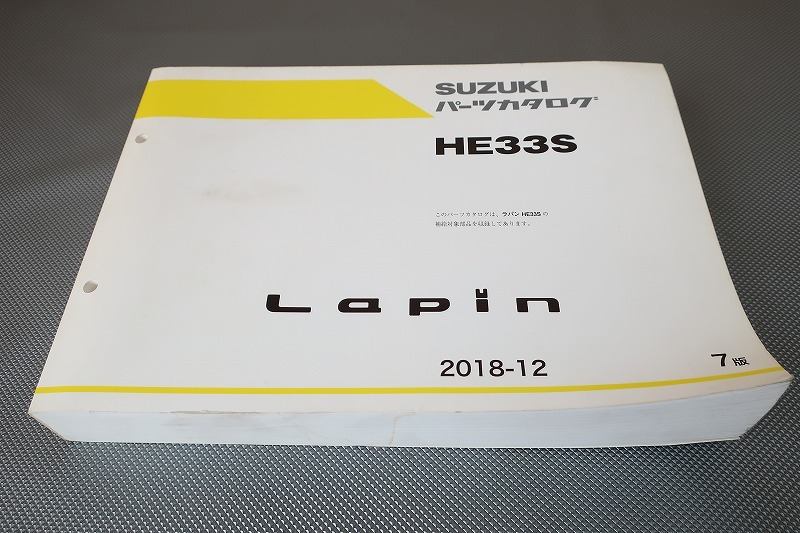 SUZUKI
パーツカタログ
HE33S
このパーツカタログは、ラパン HE33S の
補給対象部品を収録してあります。
Lapin
2018-12
7版